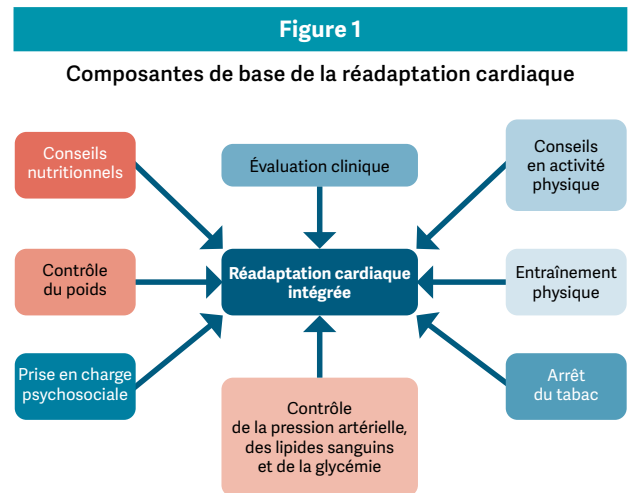 Figure 1
Composantes de base de la réadaptation cardiaque
Conseils
nutritionnels
Évaluation clinique
Conseils
en activité
physique
Contrôle
du poids
Réadaptation cardiaque
intégrée
Entraînement
physique
Prise en charge
psychosociale
Contrôle
de la pression artérielle,
des lipides sanguins
et de la glycémie
Arrêt
du tabac